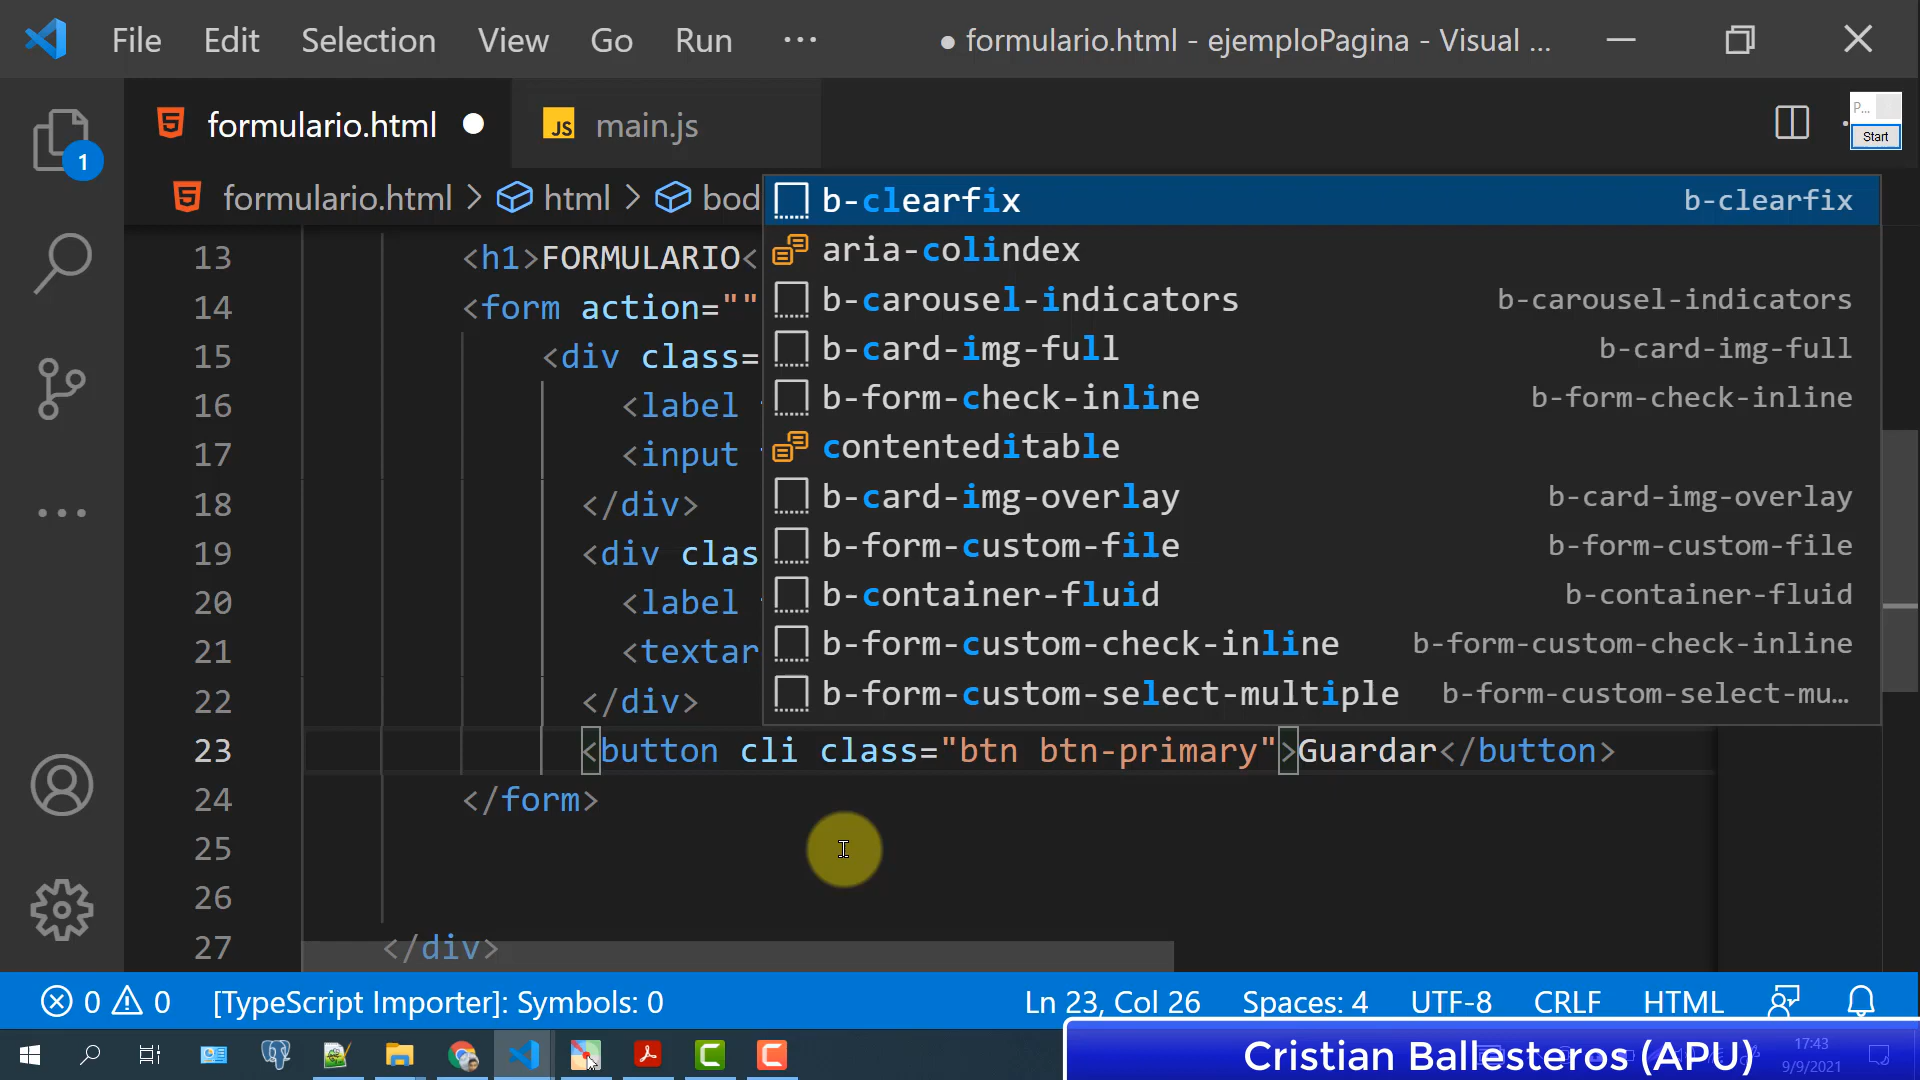 File Edit Selection View Go Run ··· ● formulario.html - ejemploPagina - Visual ...
formulario.html ● JS main.js
P...
Start
1
formulario.html > html > bod
b-clearfix b-clearfix
aria-colindex
b-carousel-indicators b-carousel-indicators
b-card-img-full b-card-img-full
b-form-check-inline b-form-check-inline
contenteditable
b-card-img-overlay b-card-img-overlay
b-form-custom-file b-form-custom-file
b-container-fluid b-container-fluid
b-form-custom-check-inline b-form-custom-check-inline
b-form-custom-select-multiple b-form-custom-select-mu...
13 <h1>FORMULARIO<
14 <form action=""
15 <div class=
16 <label
17 <input
18 </div>
19 <div clas
20 <label
21 <textar
22 </div>
23 <button cli class="btn btn-primary">Guardar</button>
24 </form>
25
26
27 </div>
0 0 [TypeScript Importer]: Symbols: 0 Ln 23, Col 26 Spaces: 4 UTF-8 CRLF HTML
Cristian Ballesteros (APU)
17:43
9/9/2021